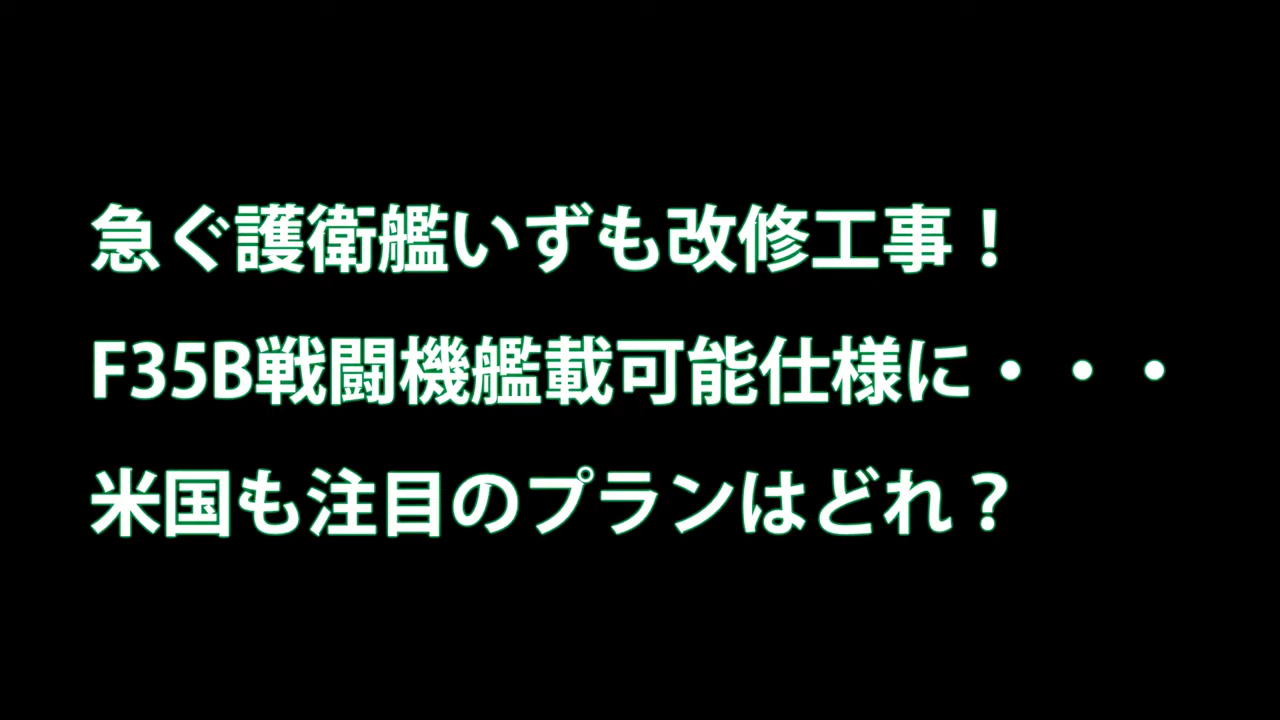 急ぐ護衛艦いずも改修工事！
F35B戦闘機艦載可能仕様に・・・
米国も注目のプランはどれ？